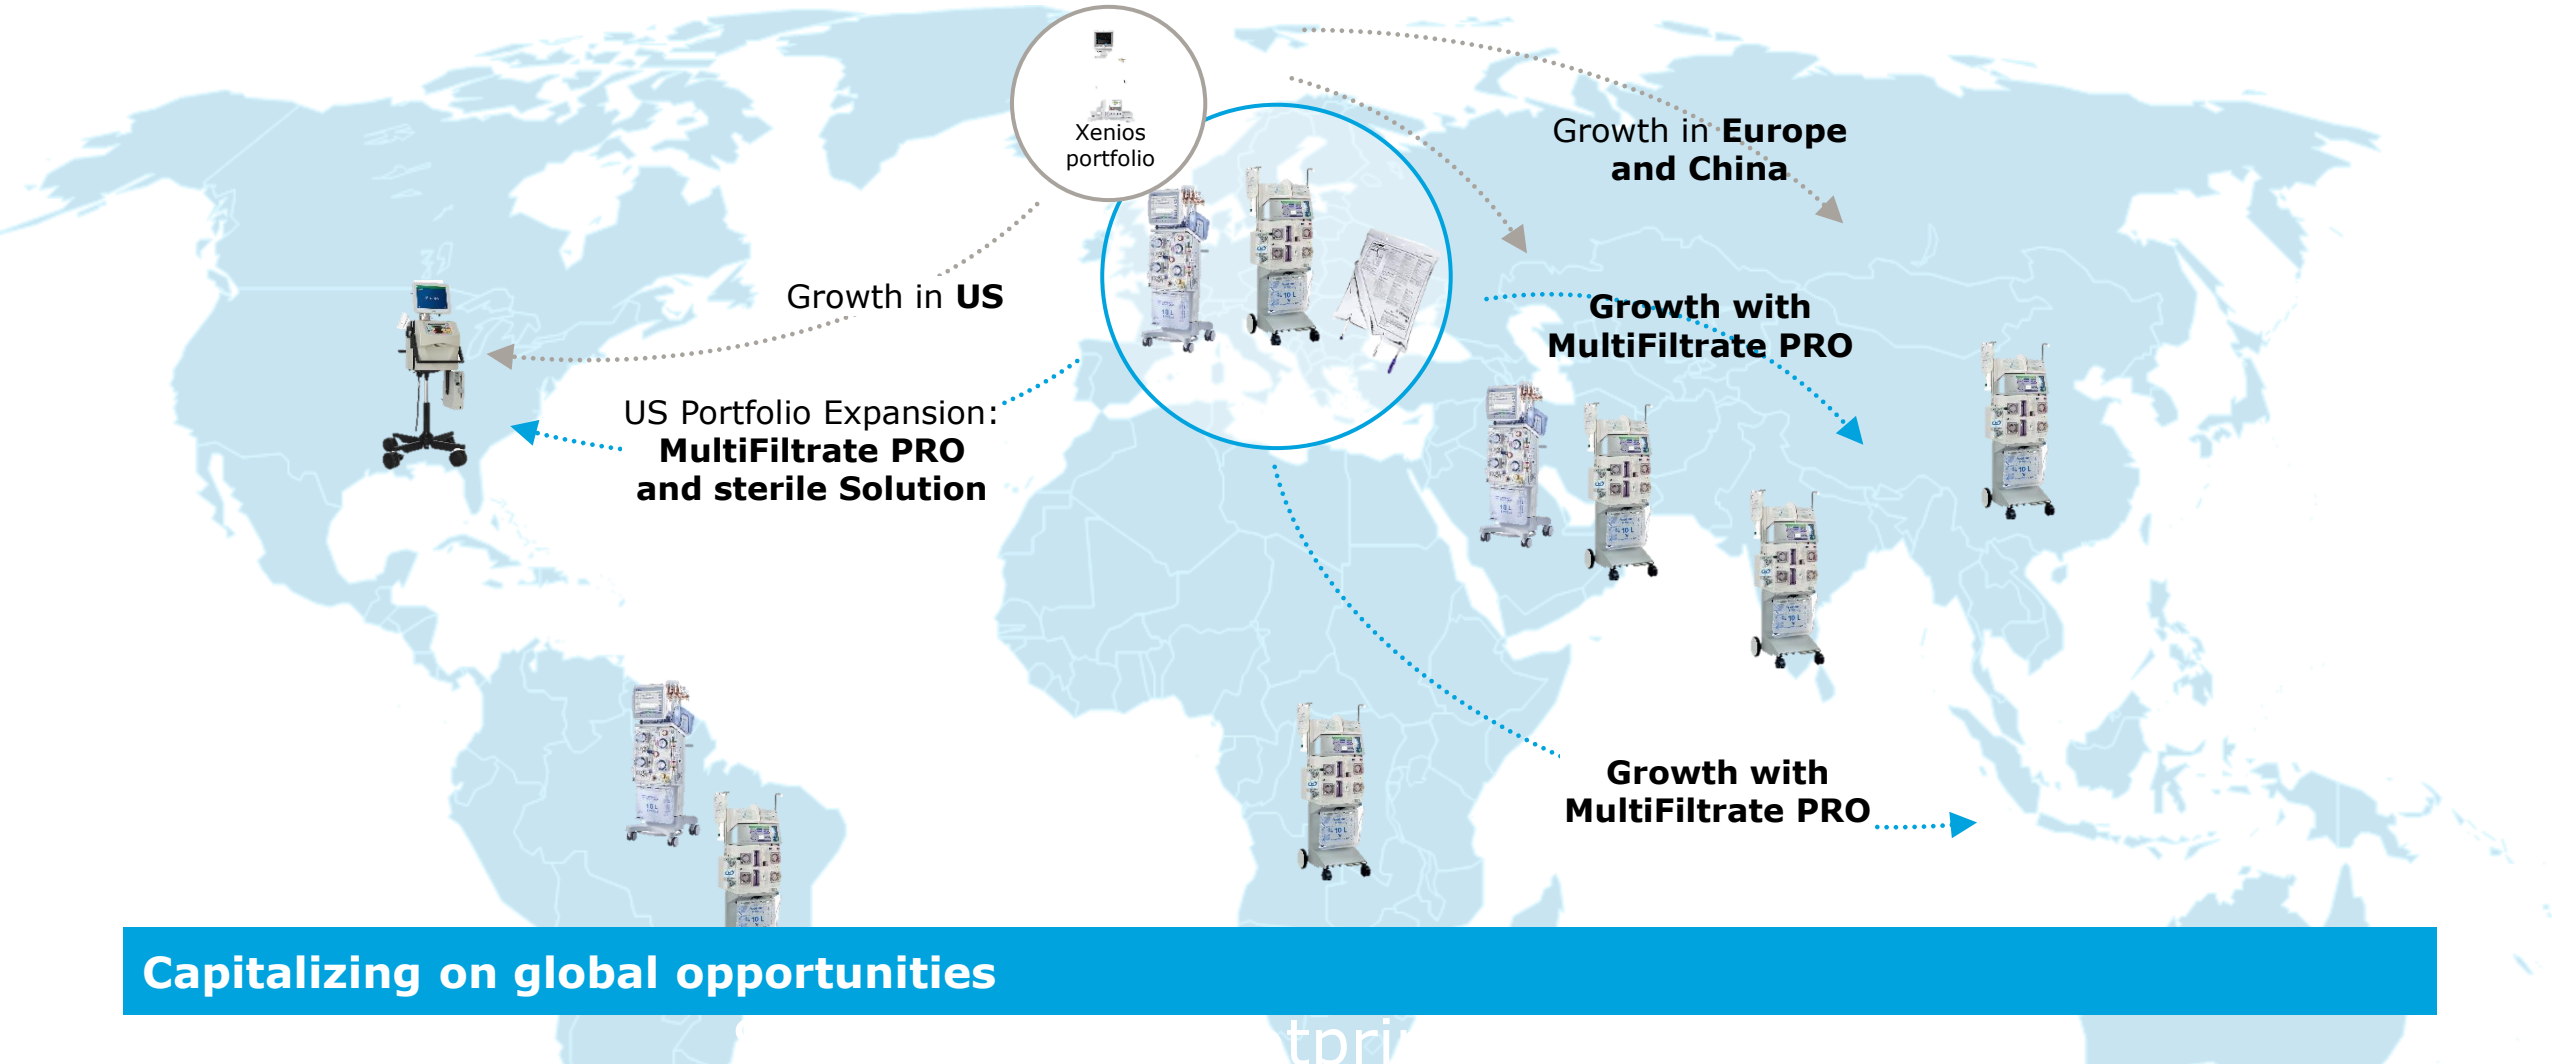 Xenios
portfolio
Growth in Europe
and China
Growth in US
Growth with
MultiFiltrate PRO
US Portfolio Expansion:
MultiFiltrate PRO
and sterile Solution
Growth with
MultiFiltrate PRO
Capitalizing on global opportunities